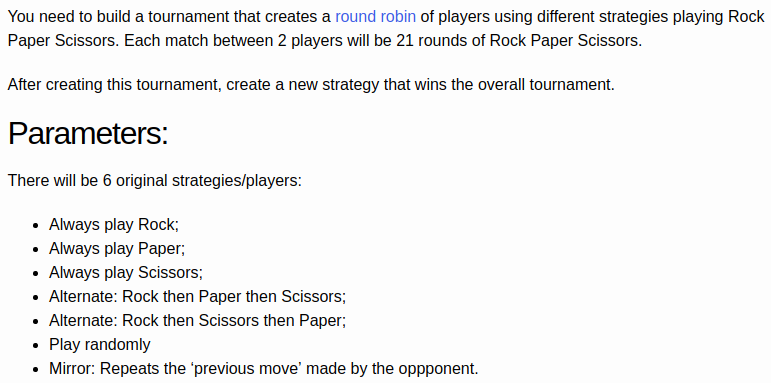 You need to build a tournament that creates a round robin of players using different strategies playing Rock
Paper Scissors. Each match between 2 players will be 21 rounds of Rock Paper Scissors.
After creating this tournament, create a new strategy that wins the overall tournament.
Parameters:
There will be 6 original strategies/players:
• Always play Rock;
• Always play Paper;
• Always play Scissors;
• Alternate: Rock then Paper then Scissors;
• Alternate: Rock then Scissors then Paper;
• Play randomly
• Mirror: Repeats the ‘previous move’ made by the oppponent.